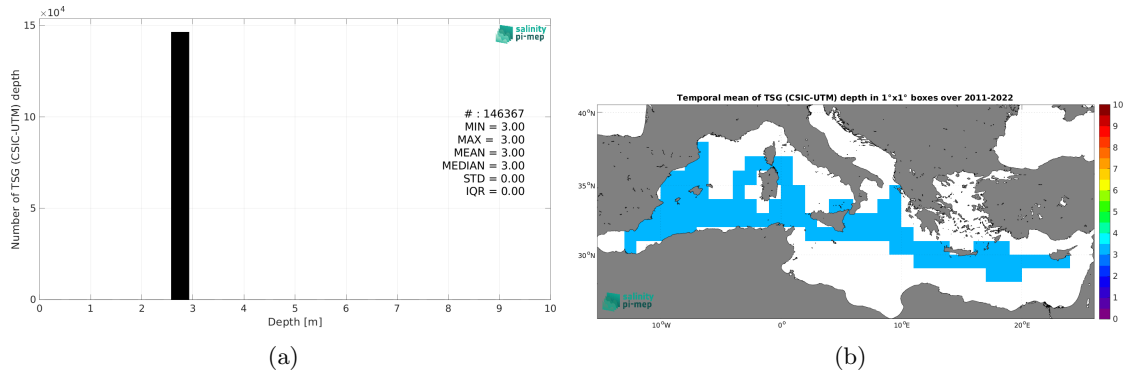 ×10⁴
15
10
5
0
Number of TSG (CSIC-UTM) depth
salinity
pi-mep
# : 146367
MIN = 3.00
MAX = 3.00
MEAN = 3.00
MEDIAN = 3.00
STD = 0.00
IQR = 0.00
0 1 2 3 4 5 6 7 8 9 10
Depth [m]
(a)
Temporal mean of TSG (CSIC-UTM) depth in 1°x1° boxes over 2011-2022
40°N
35°N
30°N
10°W 0° 10°E 20°E
salinity
pi-mep
10
9
8
7
6
5
4
3
2
1
0
(b)